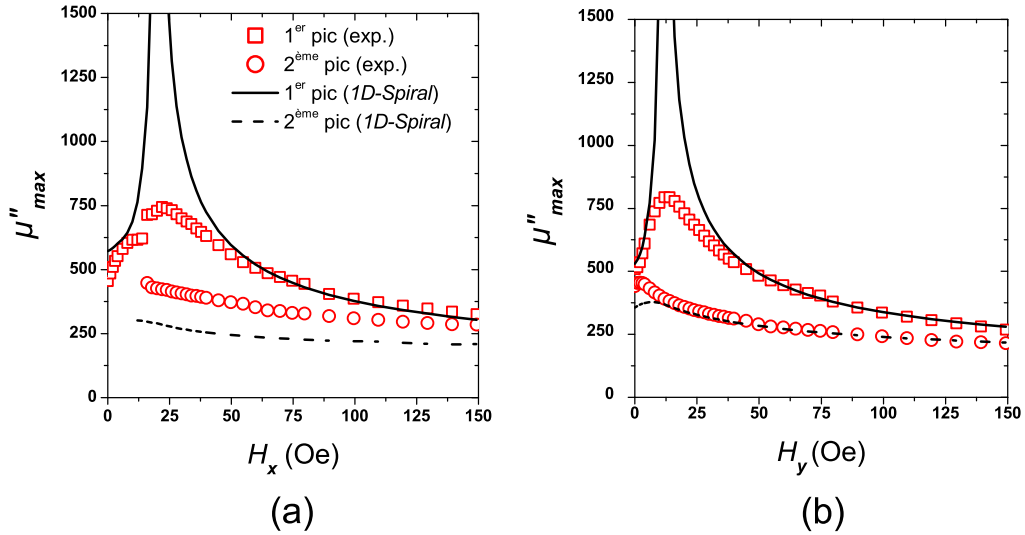 1500
1250
1000
750
500
250
0
μ"max
1er pic (exp.)
2ème pic (exp.)
1er pic (1D-Spiral)
2ème pic (1D-Spiral)
0 25 50 75 100 125 150
Hx (Oe)
(a)
1500
1250
1000
750
500
250
0
μ"max
0 25 50 75 100 125 150
Hy (Oe)
(b)